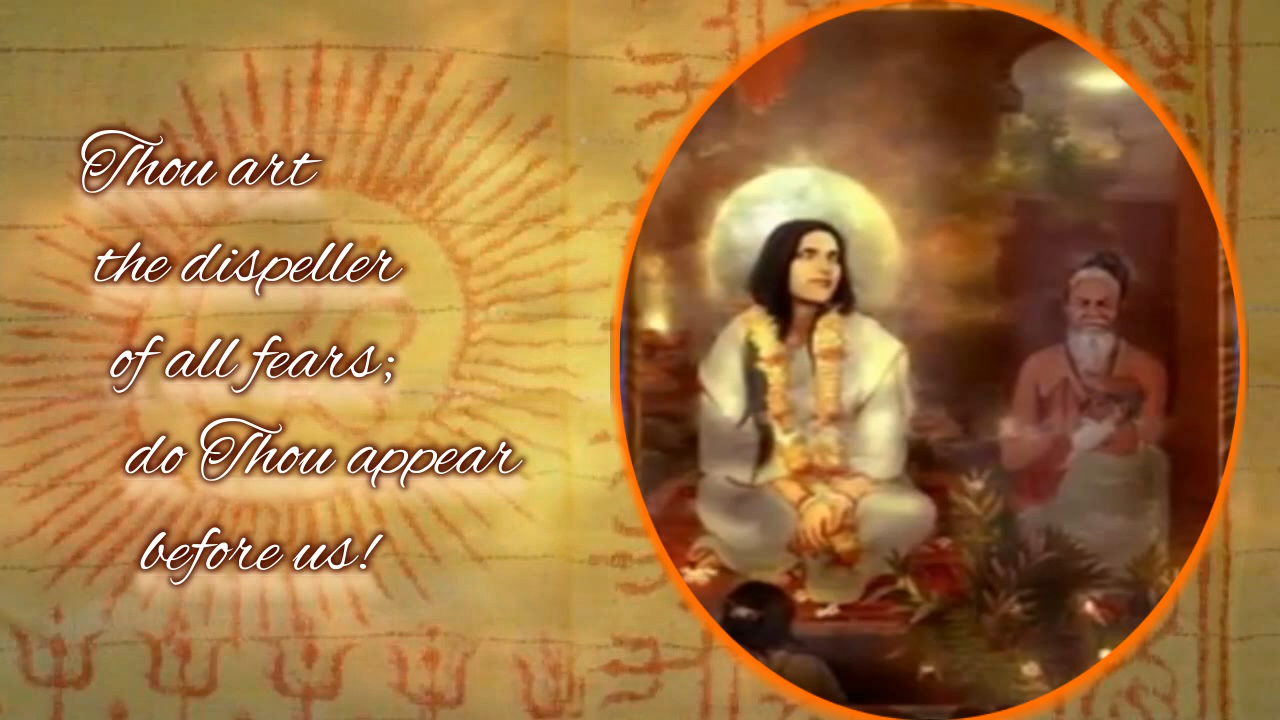 Thou art
the dispeller
of all fears;
do Thou appear
before us!